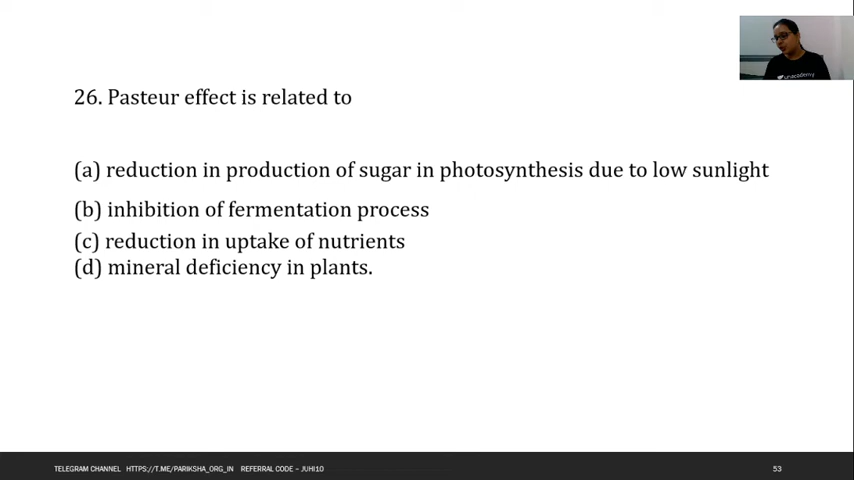 unacademy
26. Pasteur effect is related to
(a) reduction in production of sugar in photosynthesis due to low sunlight
(b) inhibition of fermentation process
(c) reduction in uptake of nutrients
(d) mineral deficiency in plants.
TELEGRAM CHANNEL HTTPS://T.ME/PARIKSHA_ORG_IN REFERRAL CODE – JUHI10
53